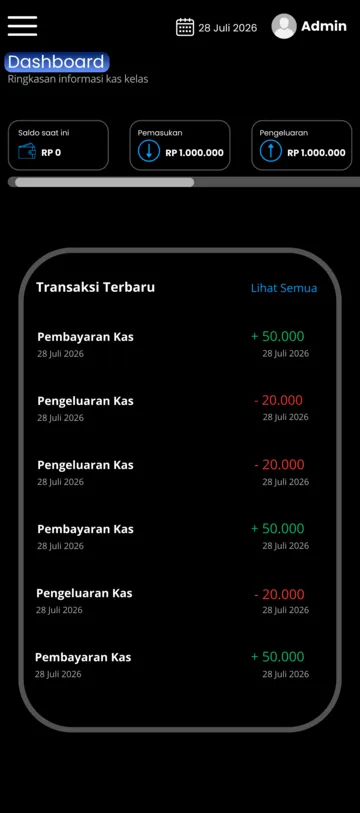 28 Juli 2026
Admin
Dashboard
Ringkasan informasi kas kelas
Saldo saat ini
RP 0
Pemasukan
RP 1.000.000
Pengeluaran
RP 1.000.000
Transaksi Terbaru
Lihat Semua
Pembayaran Kas
+ 50.000
28 Juli 2026
28 Juli 2026
Pengeluaran Kas
- 20.000
28 Juli 2026
28 Juli 2026
Pengeluaran Kas
- 20.000
28 Juli 2026
28 Juli 2026
Pembayaran Kas
+ 50.000
28 Juli 2026
28 Juli 2026
Pengeluaran Kas
- 20.000
28 Juli 2026
28 Juli 2026
Pembayaran Kas
+ 50.000
28 Juli 2026
28 Juli 2026